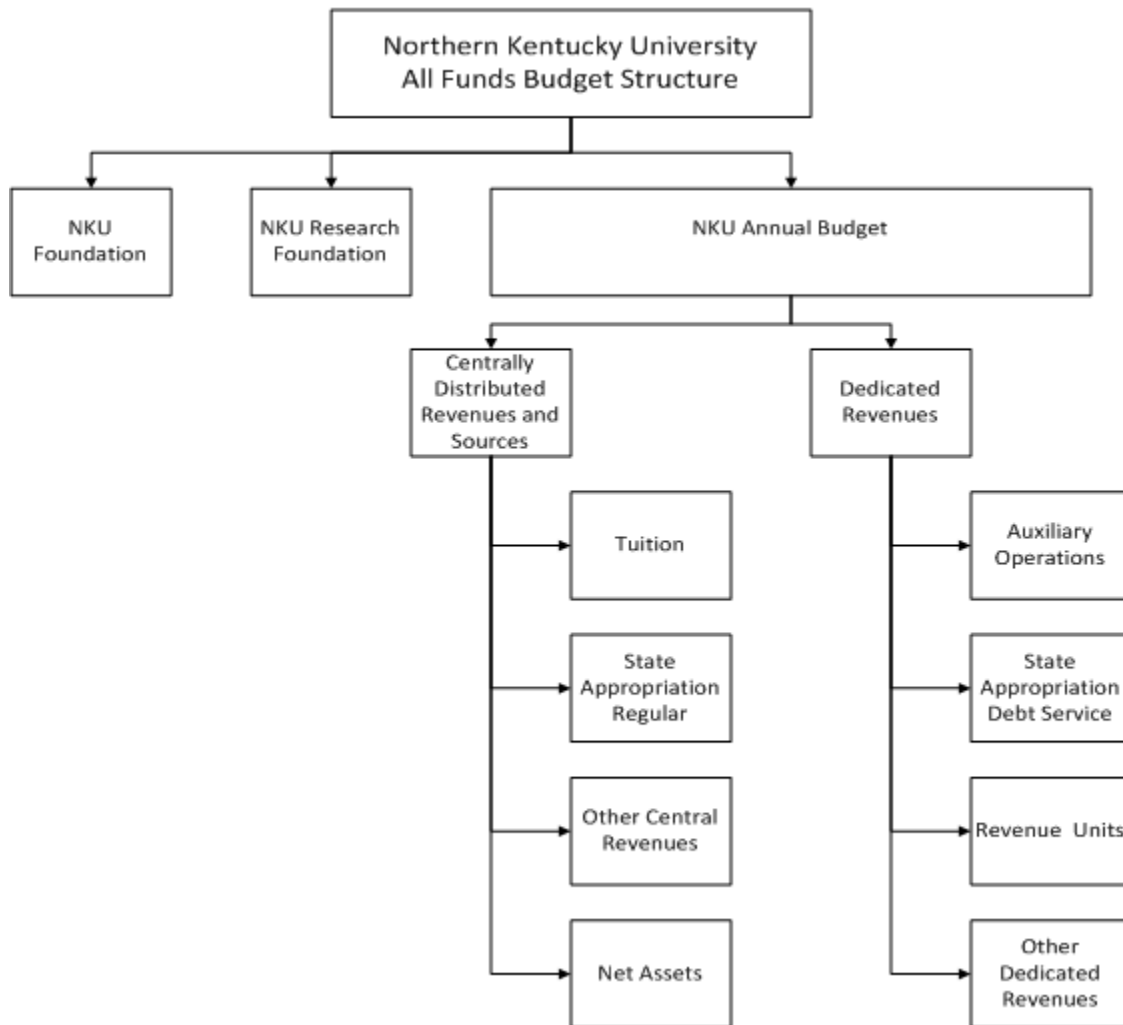 Northern Kentucky University
All Funds Budget Structure
NKU
Foundation
NKU Research
Foundation
NKU Annual Budget
Centrally
Distributed
Revenues and
Sources
Dedicated
Revenues
Tuition
Auxiliary
Operations
State
Appropriation
Regular
State
Appropriation
Debt Service
Other Central
Revenues
Revenue Units
Net Assets
Other
Dedicated
Revenues